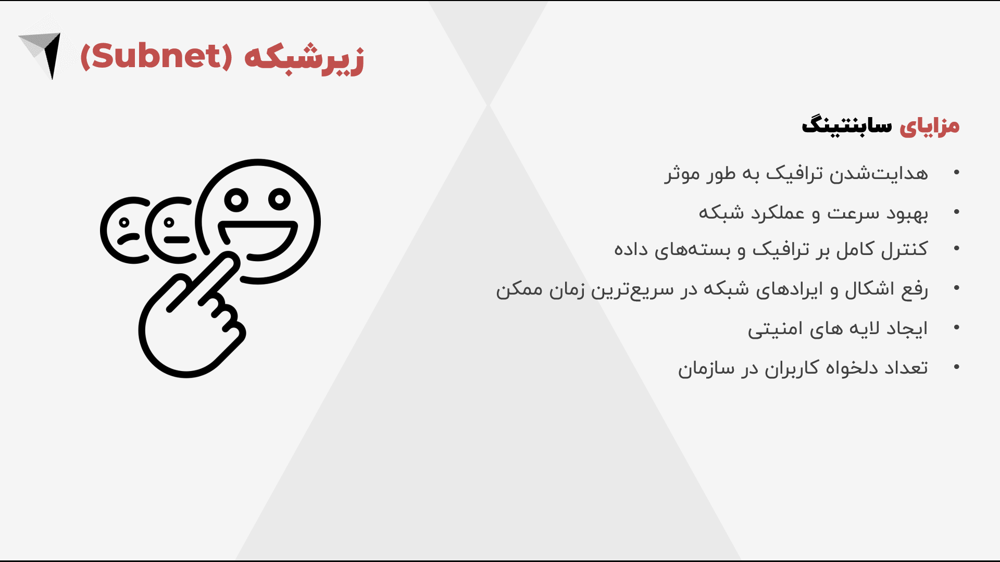 زیرشبکه (Subnet)
مزایای سابنتینگ
• هدایت‌شدن ترافیک به طور موثر
• بهبود سرعت و عملکرد شبکه
• کنترل کامل بر ترافیک و بسته‌های داده
• رفع اشکال و ایرادهای شبکه در سریع‌ترین زمان ممکن
• ایجاد لایه های امنیتی
• تعداد دلخواه کاربران در سازمان